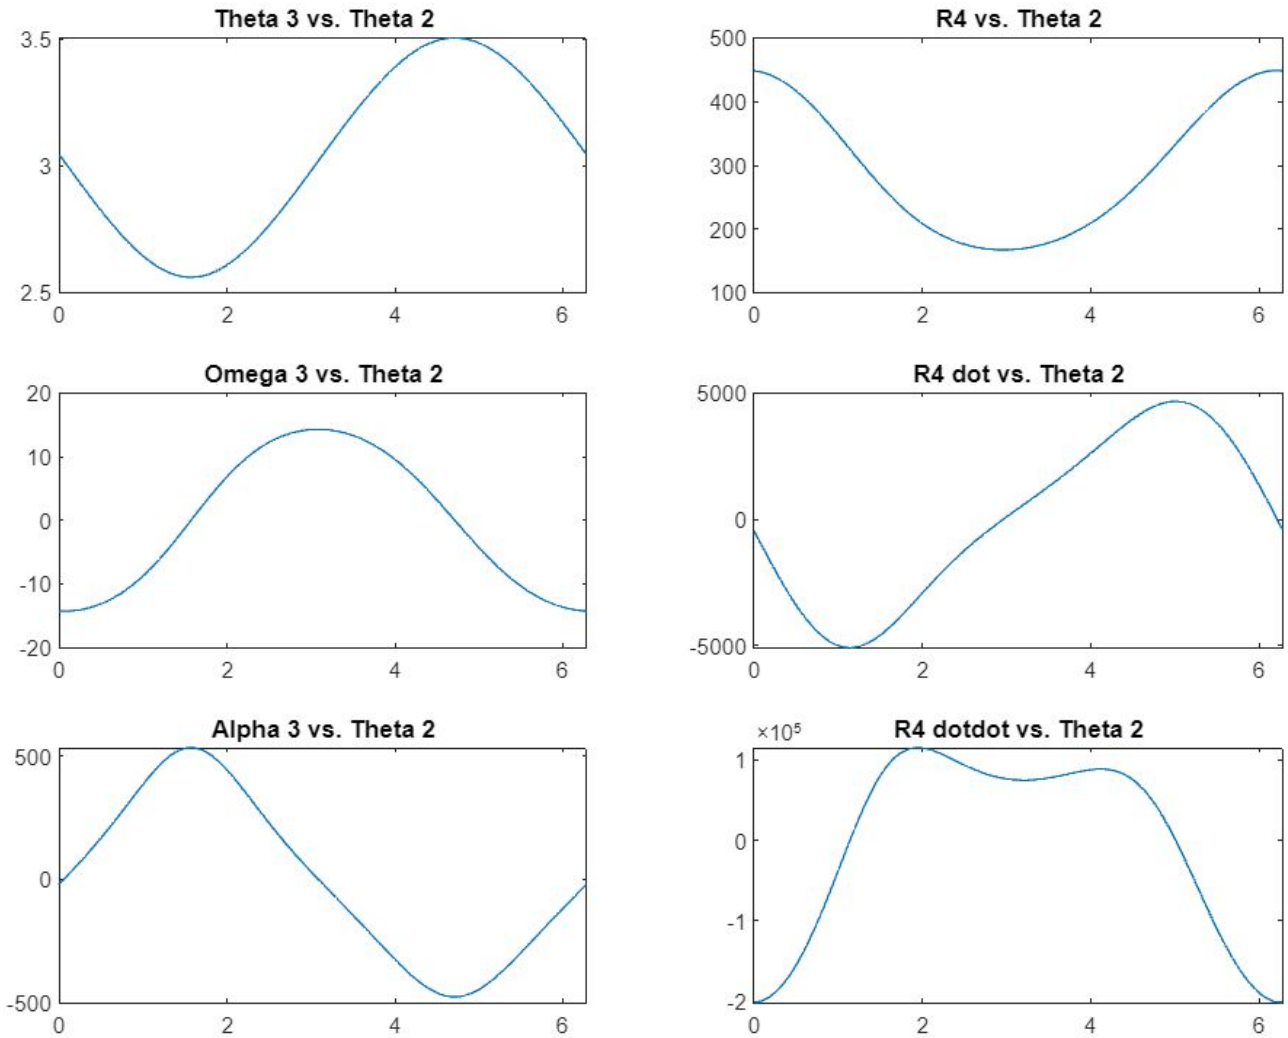 Theta 3 vs. Theta 2
3.5
3
2.5
0 2 4 6
R4 vs. Theta 2
500
400
300
200
100
0 2 4 6
Omega 3 vs. Theta 2
20
10
0
-10
-20
0 2 4 6
R4 dot vs. Theta 2
5000
0
-5000
0 2 4 6
Alpha 3 vs. Theta 2
500
0
-500
0 2 4 6
R4 dotdot vs. Theta 2
×10⁵
1
0
-1
-2
0 2 4 6